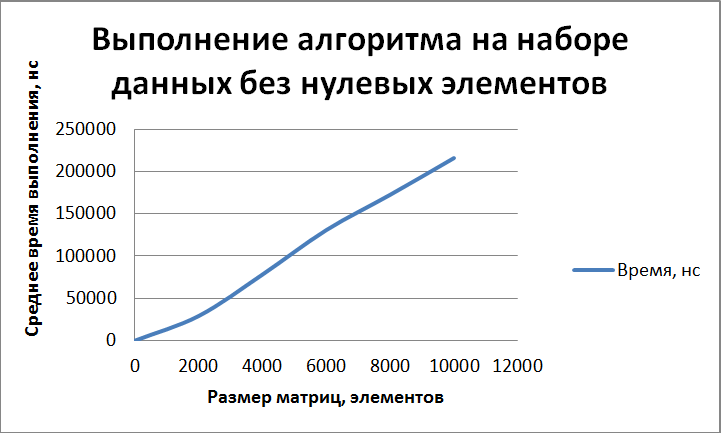 Выполнение алгоритма на наборе
данных без нулевых элементов
Среднее время выполнения, нс
250000
200000
150000
100000
50000
0
0 2000 4000 6000 8000 10000 12000
Размер матриц, элементов
Время, нс